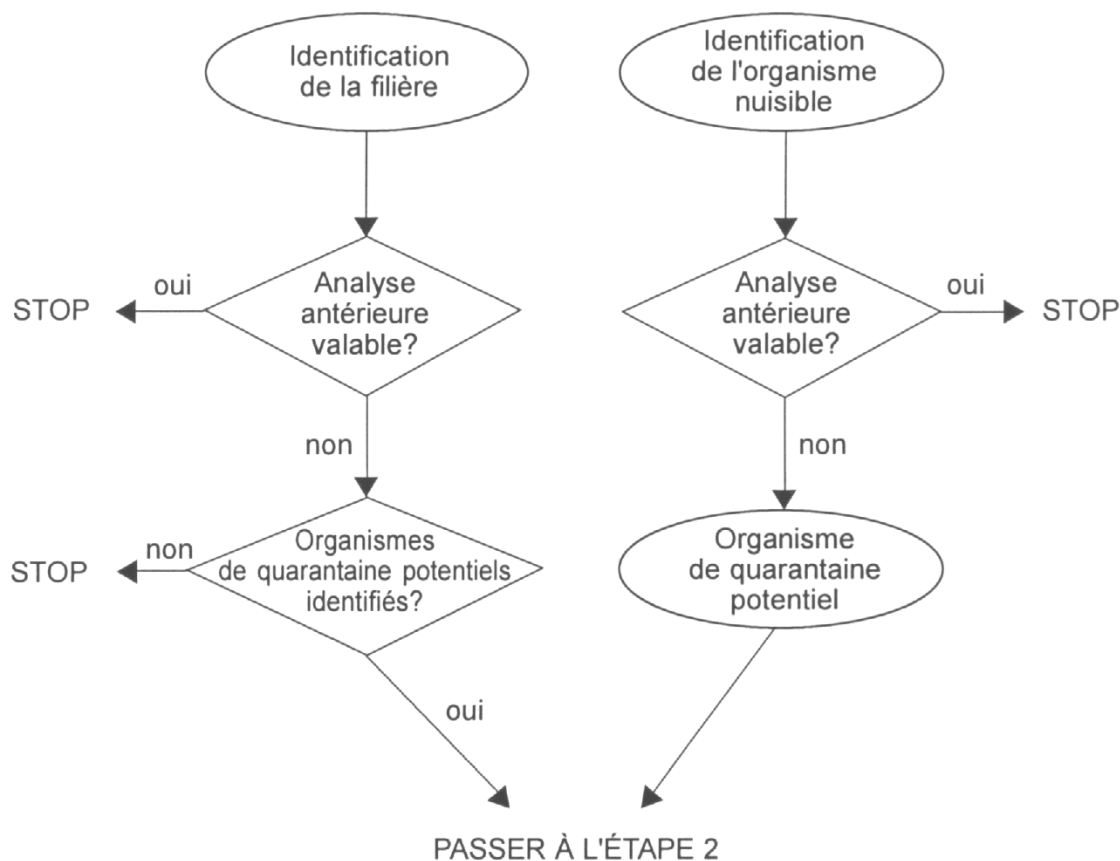 Identification
de la filière
Identification
de l'organisme
nuisible
oui
STOP
Analyse
antérieure
valable?
Analyse
antérieure
valable?
oui
STOP
non
non
STOP
non
Organismes
de quarantaine potentiels
identifiés?
Organisme
de quarantaine
potentiel
oui
PASSER À L'ÉTAPE 2